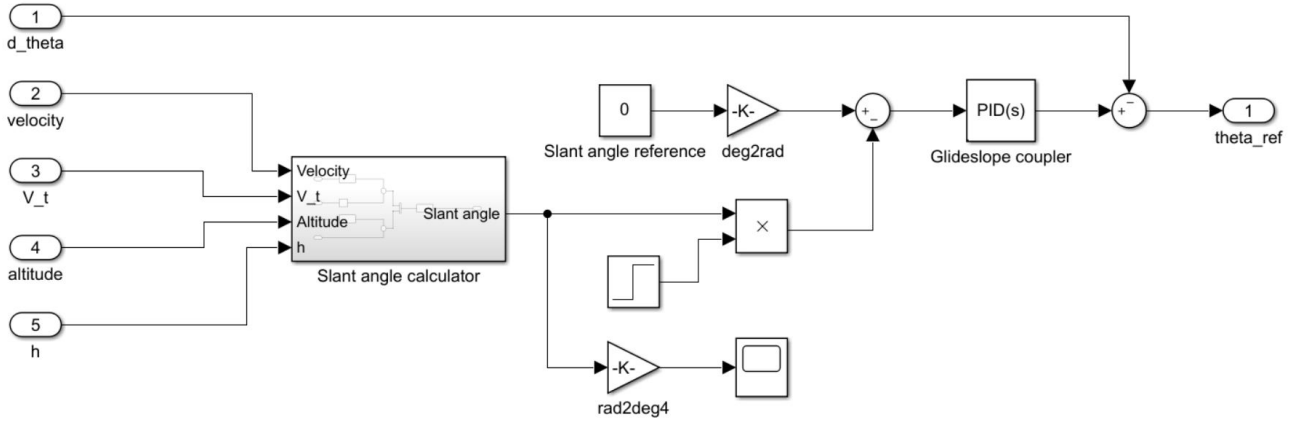 1
d_theta
2
velocity
3
V_t
4
altitude
5
h
Velocity
V_t
Altitude
h
Slant angle
Slant angle calculator
0
Slant angle reference
-K-
deg2rad
+
−
PID(s)
Glideslope coupler
−
+
1
theta_ref
×
-K-
rad2deg4